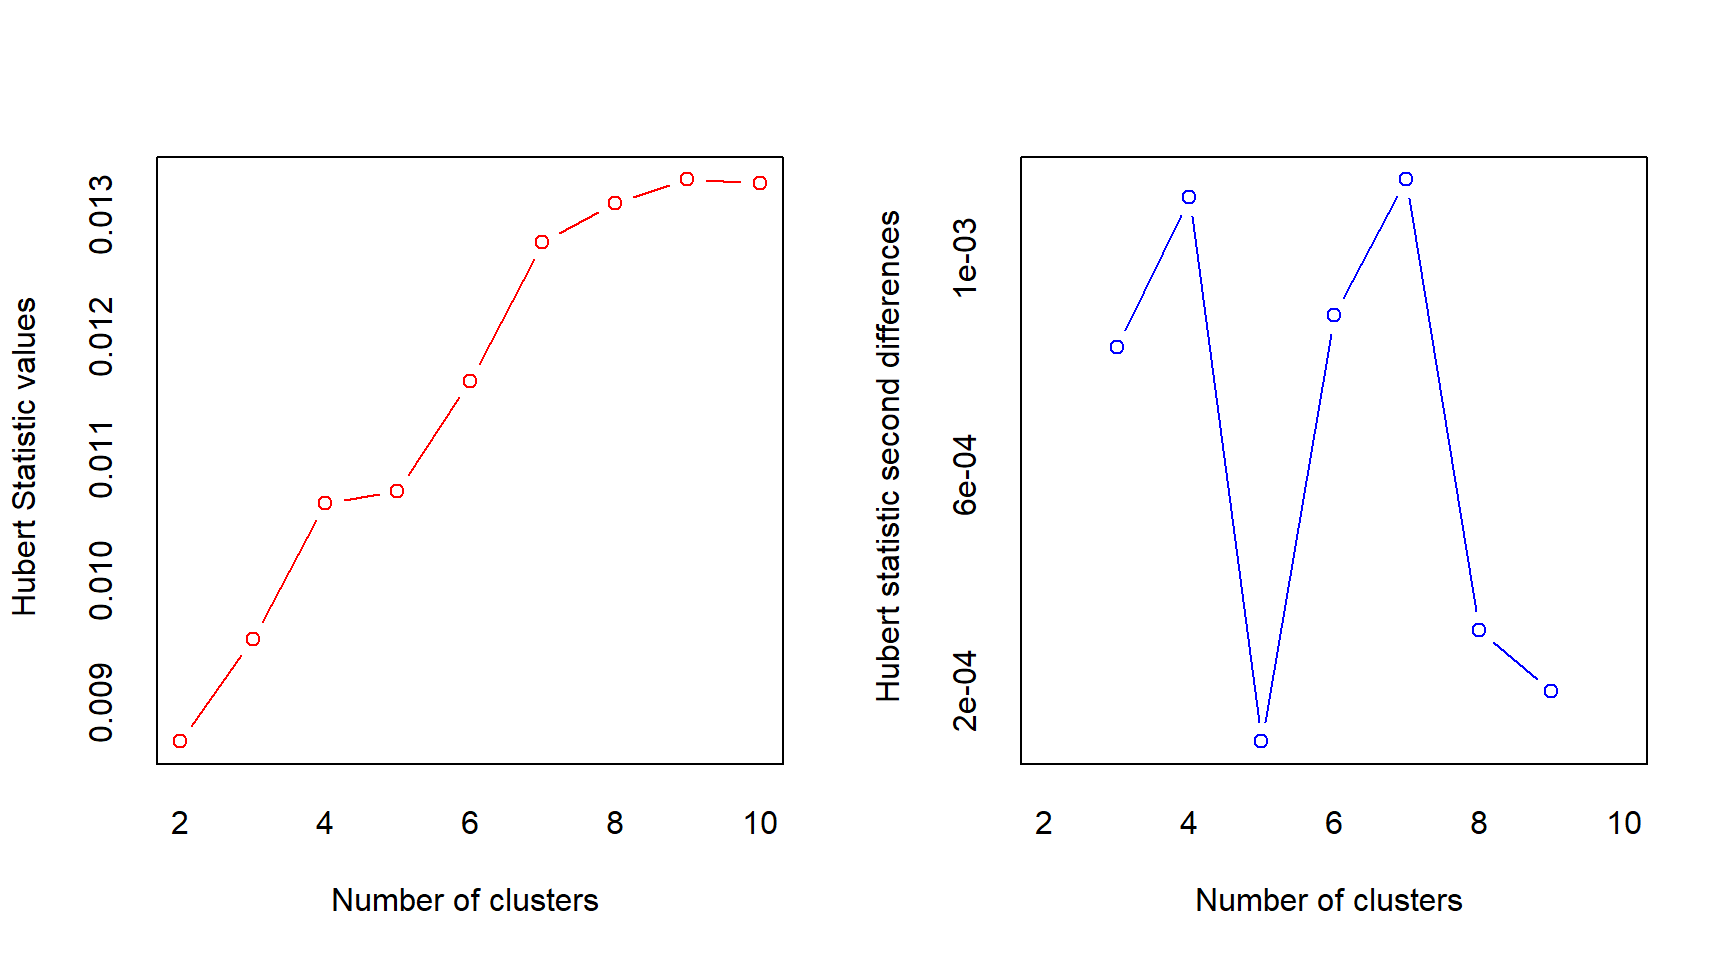 Hubert Statistic values
0.013
0.012
0.011
0.010
0.009
2 4 6 8 10
Number of clusters
Hubert statistic second differences
1e-03
6e-04
2e-04
2 4 6 8 10
Number of clusters